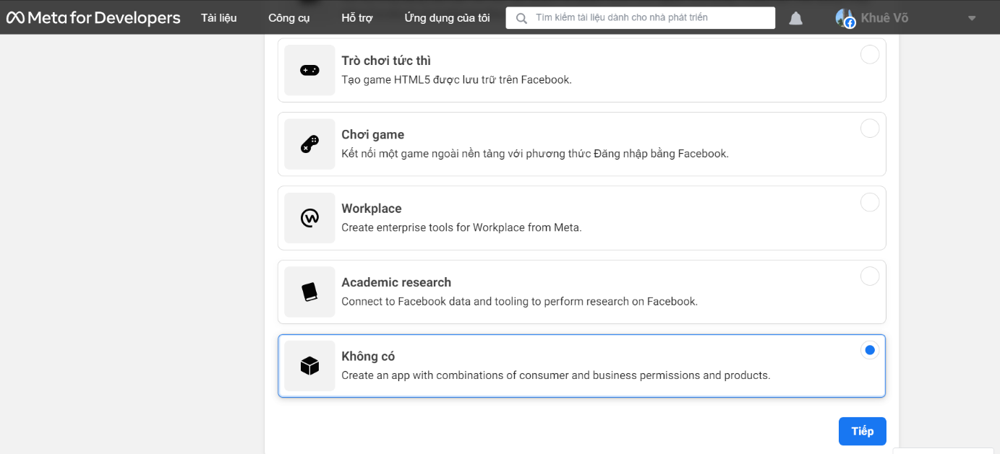 Meta for Developers Tài liệu Công cụ Hỗ trợ Ứng dụng của tôi Tìm kiếm tài liệu dành cho nhà phát triển Khuê Võ
Trò chơi tức thì
Tạo game HTML5 được lưu trữ trên Facebook.
Chơi game
Kết nối một game ngoài nền tảng với phương thức Đăng nhập bằng Facebook.
Workplace
Create enterprise tools for Workplace from Meta.
Academic research
Connect to Facebook data and tooling to perform research on Facebook.
Không có
Create an app with combinations of consumer and business permissions and products.
Tiếp